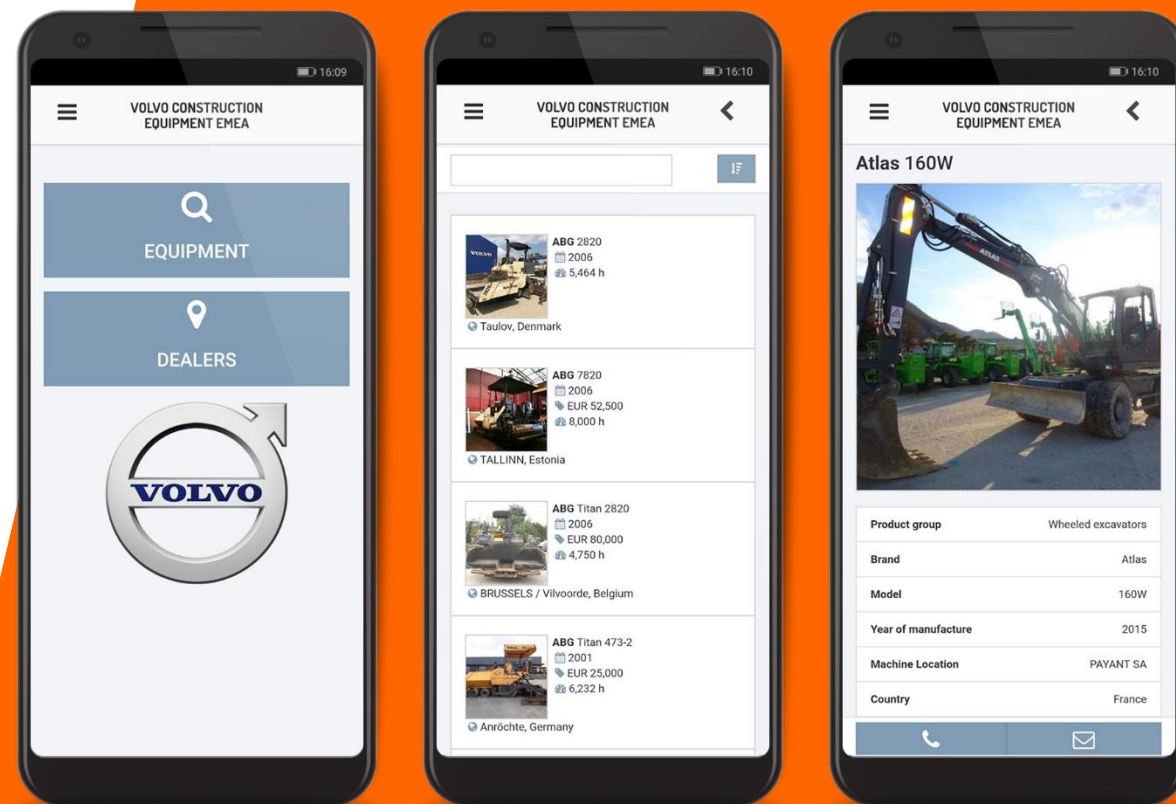 16:09
VOLVO CONSTRUCTION
EQUIPMENT EMEA
EQUIPMENT
DEALERS
VOLVO
16:10
VOLVO CONSTRUCTION
EQUIPMENT EMEA
VOLVO
ABG 2820
2006
5,464 h
Taulov, Denmark
ABG 7820
2006
EUR 52,500
8,000 h
TALLINN, Estonia
ABG Titan 2820
2006
EUR 80,000
4,750 h
BRUSSELS / Vilvoorde, Belgium
ABG Titan 473-2
2001
EUR 25,000
6,232 h
Anröchte, Germany
16:10
VOLVO CONSTRUCTION
EQUIPMENT EMEA
Atlas 160W
ATLAS
Product group Wheeled excavators
Brand Atlas
Model 160W
Year of manufacture 2015
Machine Location PAYANT SA
Country France